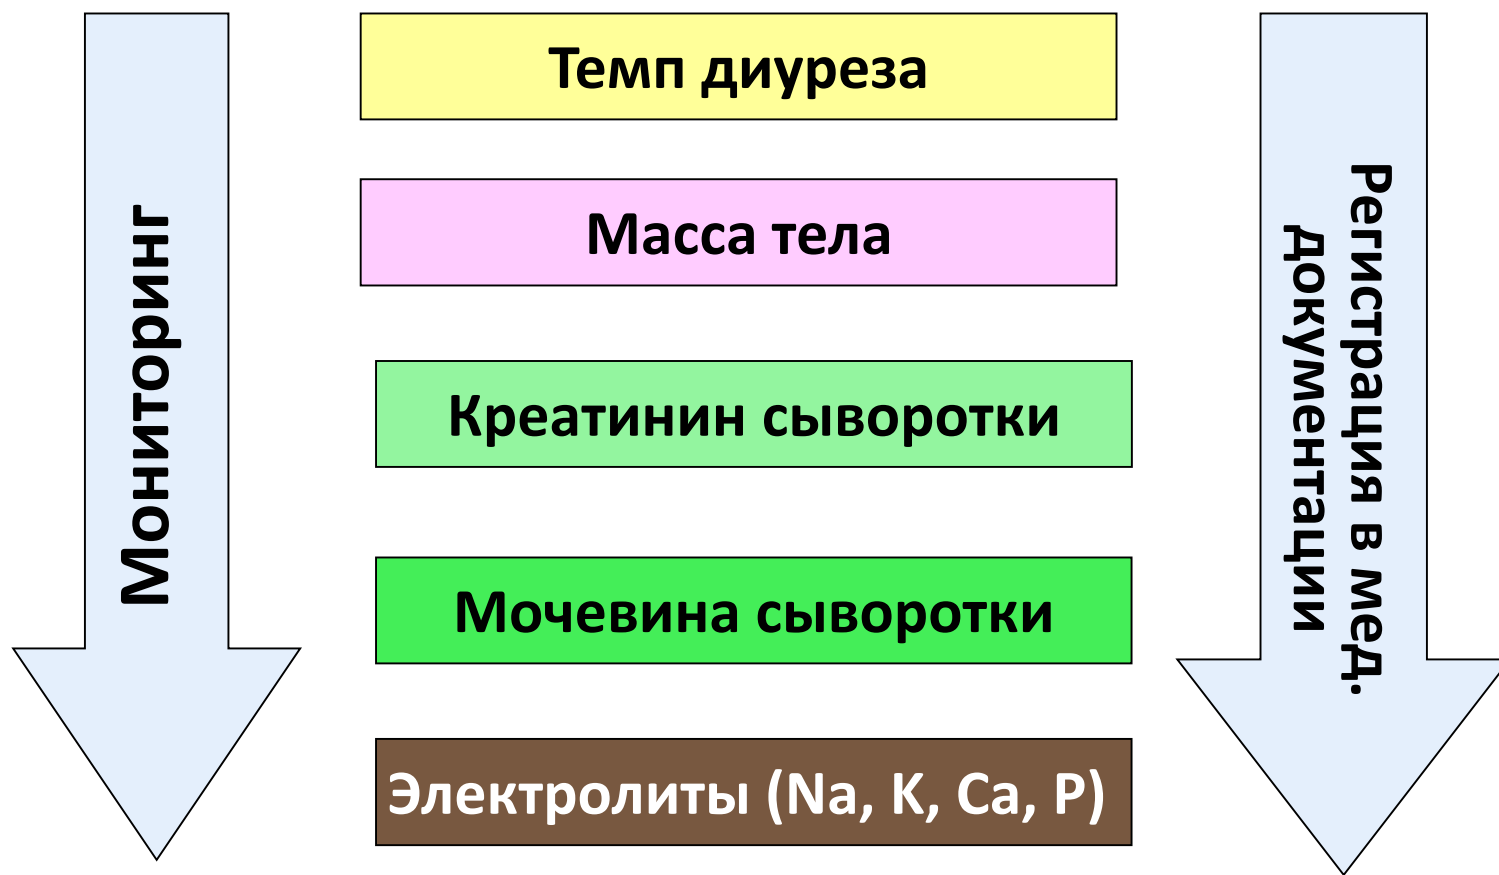 Мониторинг
Темп диуреза
Масса тела
Креатинин сыворотки
Мочевина сыворотки
Электролиты (Na, K, Ca, P)
Регистрация в мед.
документации